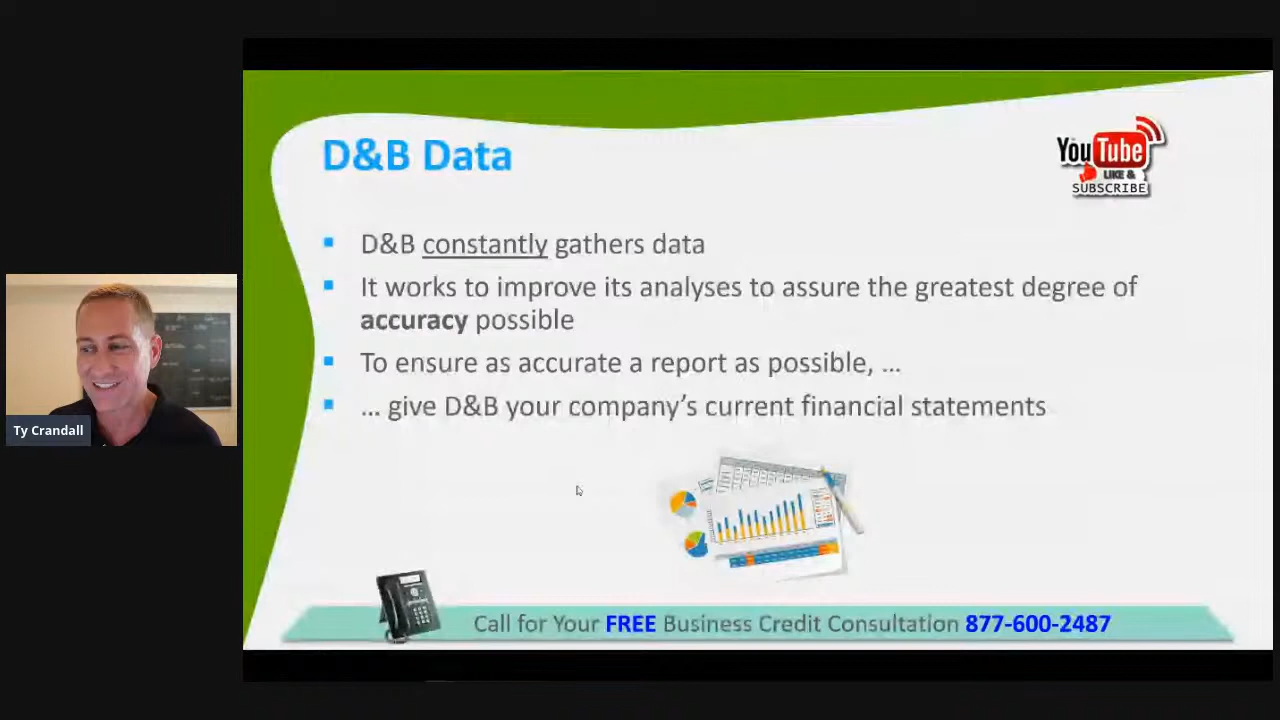 D&B Data
You Tube
LIKE &
SUBSCRIBE
D&B constantly gathers data
It works to improve its analyses to assure the greatest degree of
accuracy possible
To ensure as accurate a report as possible, …
… give D&B your company’s current financial statements
Ty Crandall
Call for Your FREE Business Credit Consultation 877-600-2487